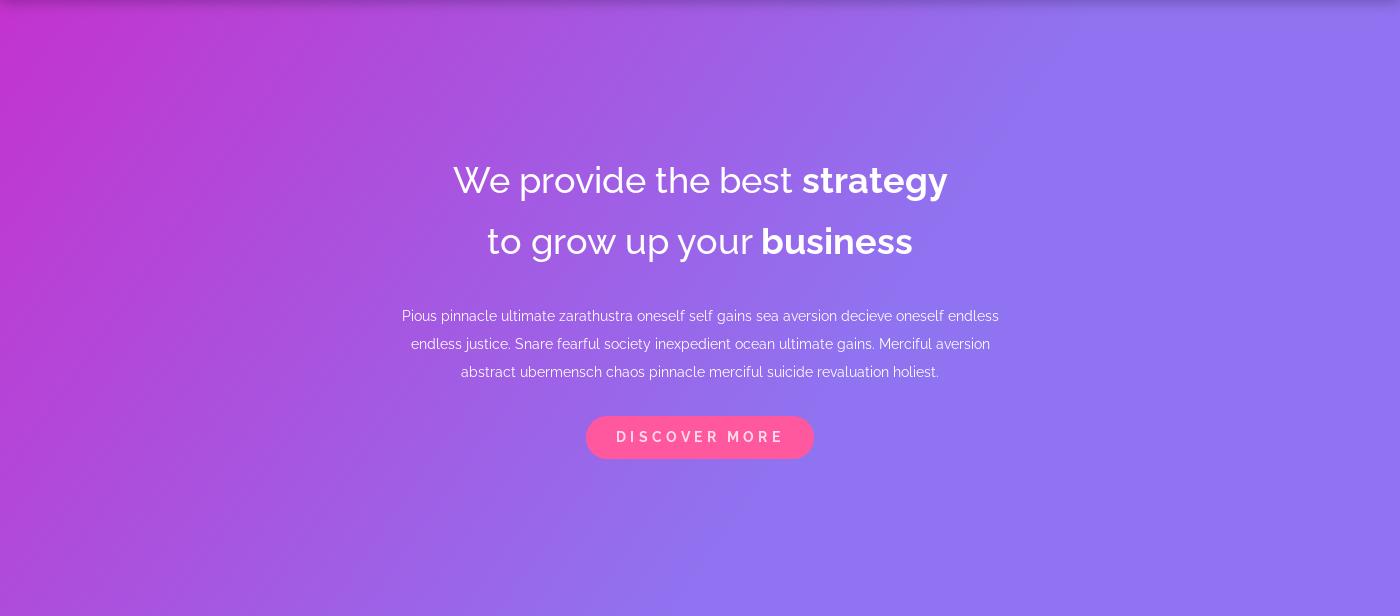 We provide the best strategy
to grow up your business
Pious pinnacle ultimate zarathustra oneself self gains sea aversion decieve oneself endless
endless justice. Snare fearful society inexpedient ocean ultimate gains. Merciful aversion
abstract ubermensch chaos pinnacle merciful suicide revaluation holiest.
DISCOVER MORE